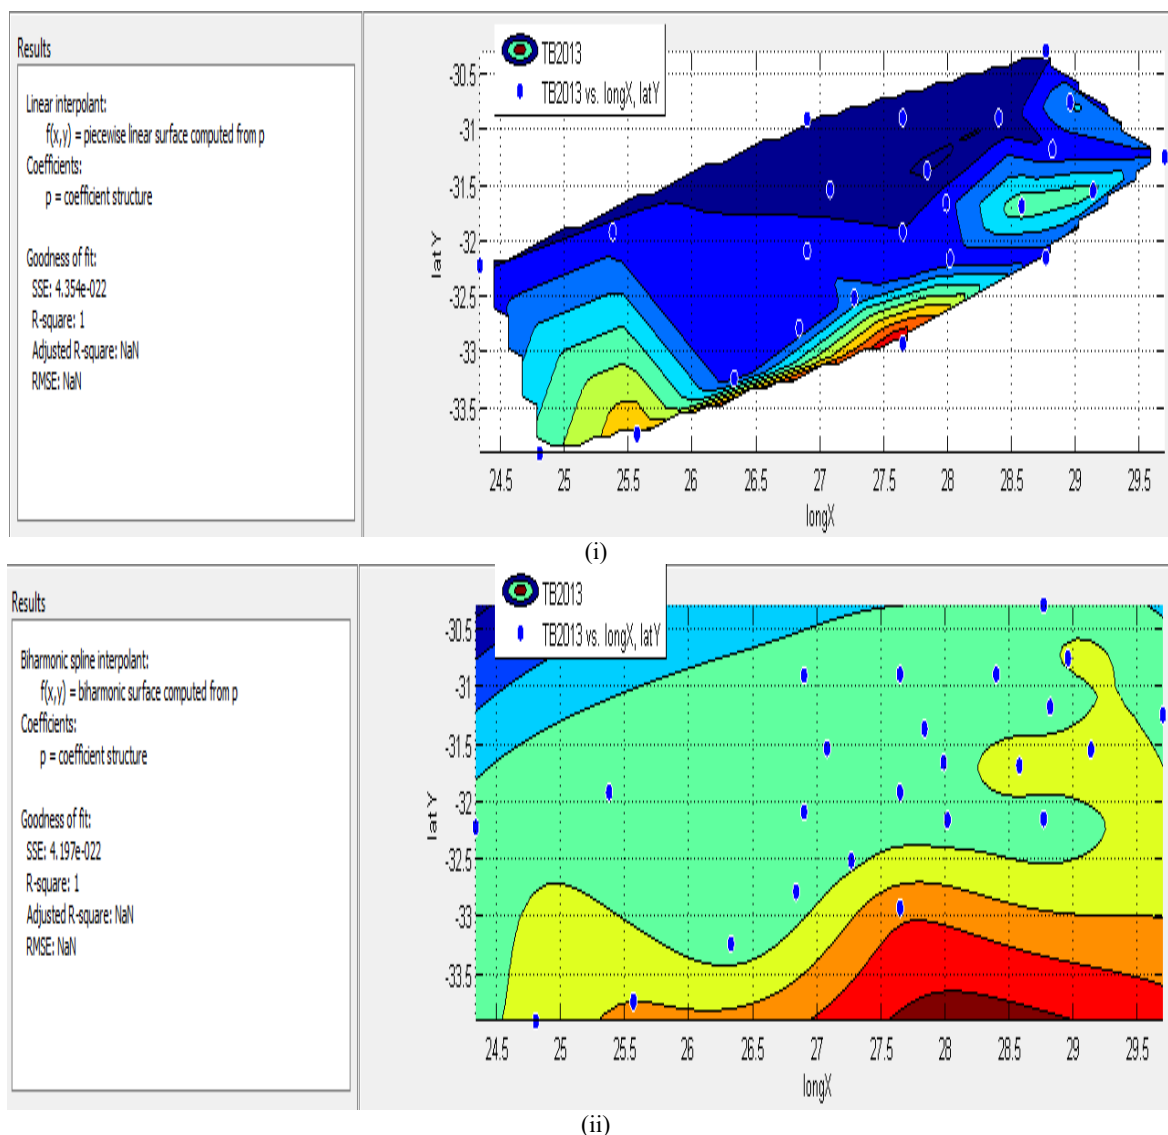 Results
Linear interpolant:
f(x,y) = piecewise linear surface computed from p
Coefficients:
p = coefficient structure
Goodness of fit:
SSE: 4.354e-022
R-square: 1
Adjusted R-square: NaN
RMSE: NaN
TB2013
TB2013 vs. longX, latY
-30.5
-31
-31.5
-32
-32.5
-33
-33.5
latY
24.5 25 25.5 26 26.5 27 27.5 28 28.5 29 29.5
longX
(i)
Results
Biharmonic spline interpolant:
f(x,y) = biharmonic surface computed from p
Coefficients:
p = coefficient structure
Goodness of fit:
SSE: 4.197e-022
R-square: 1
Adjusted R-square: NaN
RMSE: NaN
TB2013
TB2013 vs. longX, latY
-30.5
-31
-31.5
-32
-32.5
-33
-33.5
latY
24.5 25 25.5 26 26.5 27 27.5 28 28.5 29 29.5
longX
(ii)